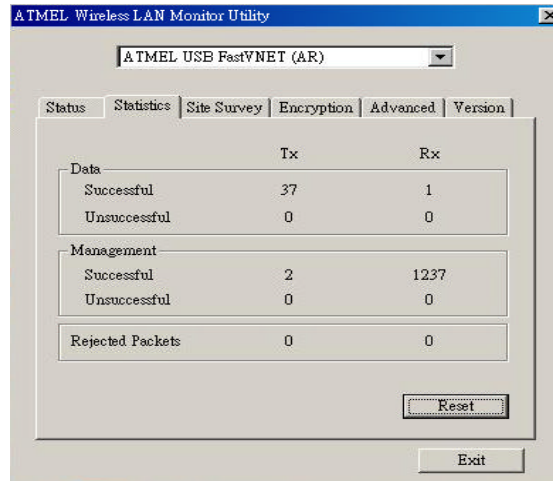 ATMEL Wireless LAN Monitor Utility
ATMEL USB FastVNET (AR)
Status Statistics Site Survey Encryption Advanced Version
Tx Rx
Data
Successful 37 1
Unsuccessful 0 0
Management
Successful 2 1237
Unsuccessful 0 0
Rejected Packets 0 0
Reset
Exit